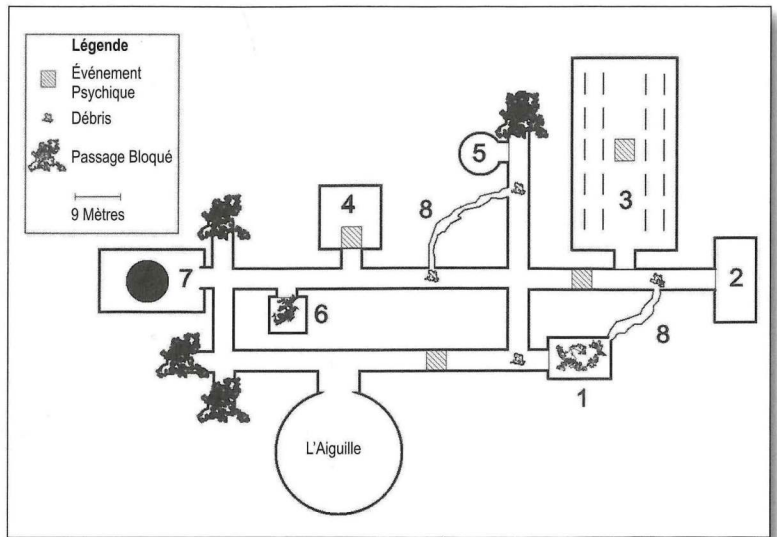 Légende
Événement
Psychique
Débris
Passage Bloqué
9 Mètres
5
3
4
8
7
2
6
8
1
L'Aiguille